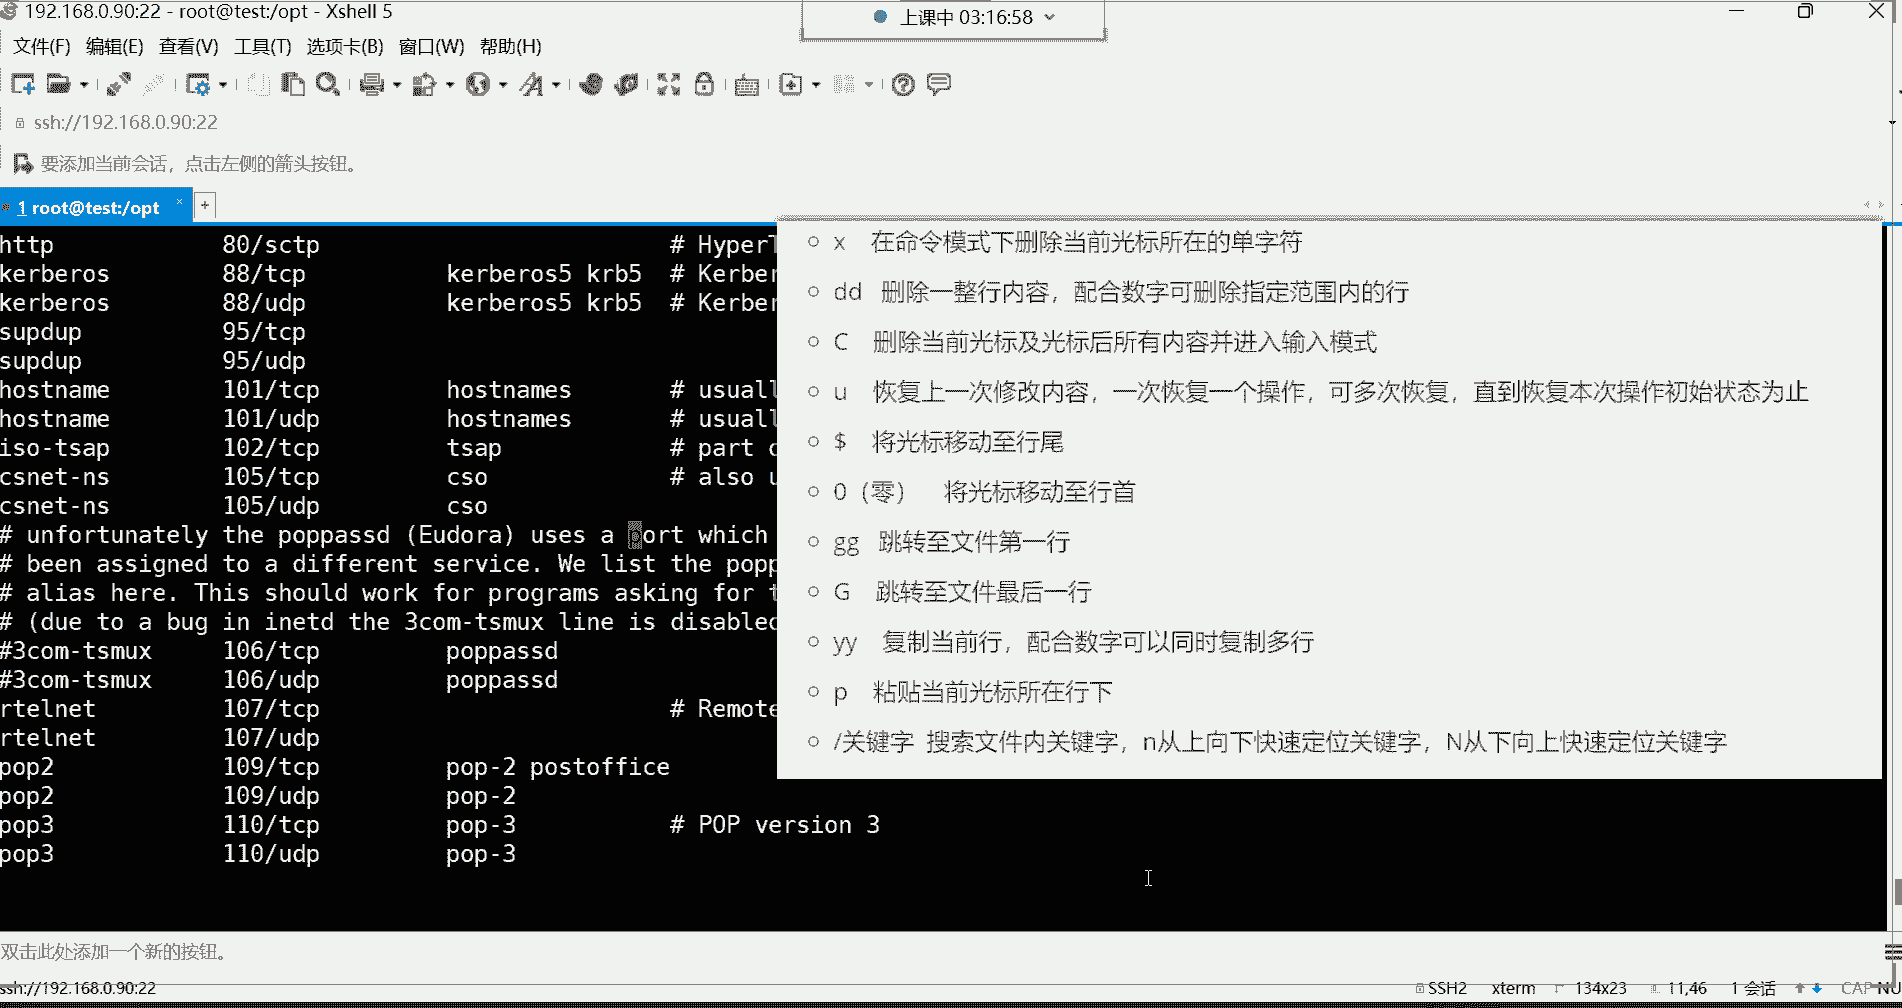 192.168.0.90:22 - root@test:/opt - Xshell 5
上课中 03:16:58
文件(F) 编辑(E) 查看(V) 工具(T) 选项卡(B) 窗口(W) 帮助(H)
ssh://192.168.0.90:22
要添加当前会话，点击左侧的箭头按钮。
1 root@test:/opt
http 80/sctp #
kerberos 88/tcp kerberos5 krb5 #
kerberos 88/udp kerberos5 krb5 #
supdup 95/tcp
supdup 95/udp
hostname 101/tcp hostnames #
hostname 101/udp hostnames #
iso-tsap 102/tcp tsap # part
csnet-ns 105/tcp cso # also
csnet-ns 105/udp cso
# unfortunately the poppassd (Eudora) uses a port which
# been assigned to a different service. We list the
# alias here. This should work for programs asking for
# (due to a bug in inetd the 3com-tsmux line is disabled
#3com-tsmux 106/tcp poppassd
#3com-tsmux 106/udp poppassd
rtelnet 107/tcp # Remote
rtelnet 107/udp
pop2 109/tcp pop-2 postoffice
pop2 109/udp pop-2
pop3 110/tcp pop-3 # POP version 3
pop3 110/udp pop-3
x 在命令模式下删除当前光标所在的单字符
dd 删除一整行内容，配合数字可删除指定范围内的行
C 删除当前光标及光标后所有内容并进入输入模式
u 恢复上一次修改内容，一次恢复一个操作，可多次恢复，直到恢复本次操作初始状态为止
$ 将光标移动至行尾
0（零） 将光标移动至行首
gg 跳转至文件第一行
G 跳转至文件最后一行
yy 复制当前行，配合数字可以同时复制多行
p 粘贴当前光标所在行下
/关键字 搜索文件内关键字，n从上向下快速定位关键字，N从下向上快速定位关键字
双击此处添加一个新的按钮。
ssh://192.168.0.90:22 SSH2 xterm 134x23 11,46 1 会话 CAP